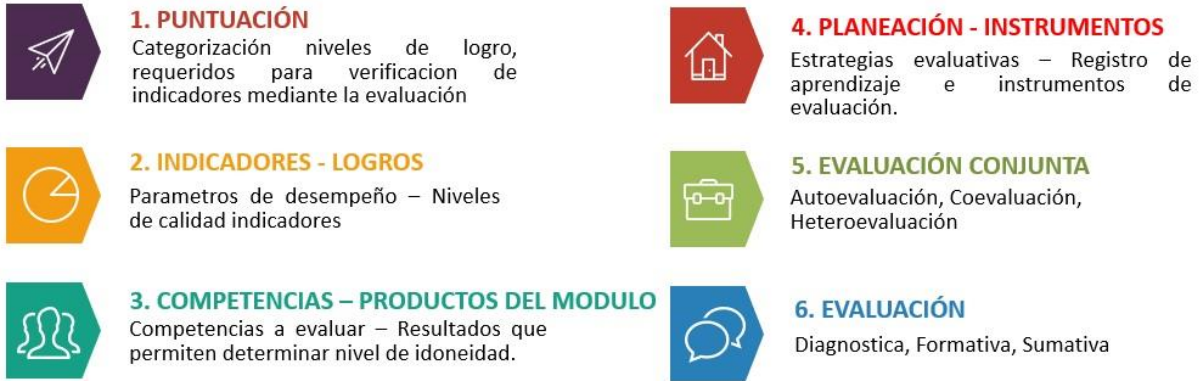 1. PUNTUACIÓN
Categorización niveles de logro,
requeridos para verificacion de
indicadores mediante la evaluación
2. INDICADORES - LOGROS
Parametros de desempeño – Niveles
de calidad indicadores
3. COMPETENCIAS – PRODUCTOS DEL MODULO
Competencias a evaluar – Resultados que
permiten determinar nivel de idoneidad.
4. PLANEACIÓN - INSTRUMENTOS
Estrategias evaluativas – Registro de
aprendizaje e instrumentos de
evaluación.
5. EVALUACIÓN CONJUNTA
Autoevaluación, Coevaluación,
Heteroevaluación
6. EVALUACIÓN
Diagnostica, Formativa, Sumativa